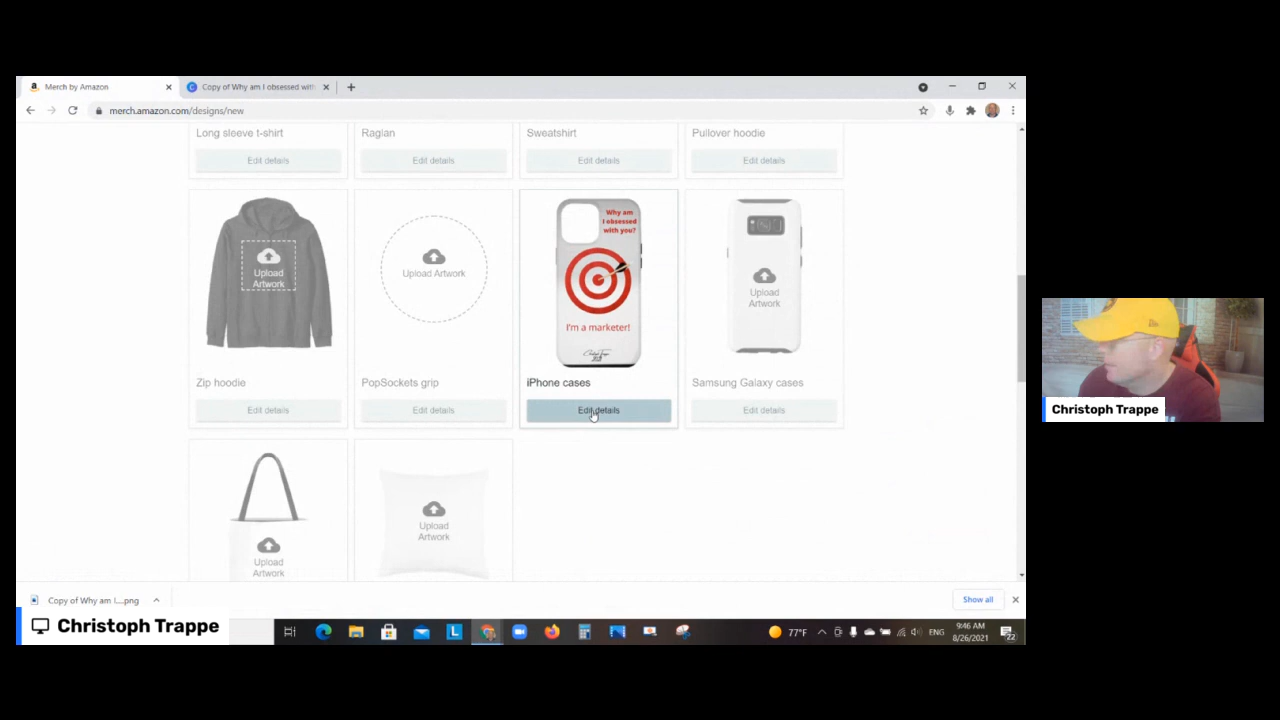 Merch by Amazon
Copy of Why am I obsessed with
merch.amazon.com/designs/new
Long sleeve t-shirt
Raglan
Sweatshirt
Pullover hoodie
Edit details
Edit details
Edit details
Edit details
Upload
Artwork
Upload Artwork
Why am
I obsessed
with you?
I'm a marketer!
Upload
Artwork
Zip hoodie
PopSockets grip
iPhone cases
Samsung Galaxy cases
Edit details
Edit details
Edit details
Edit details
Upload
Artwork
Upload
Artwork
Copy of Why am I....png
Show all
Christoph Trappe
77°F
ENG
9:46 AM
8/26/2021
22
Christoph Trappe